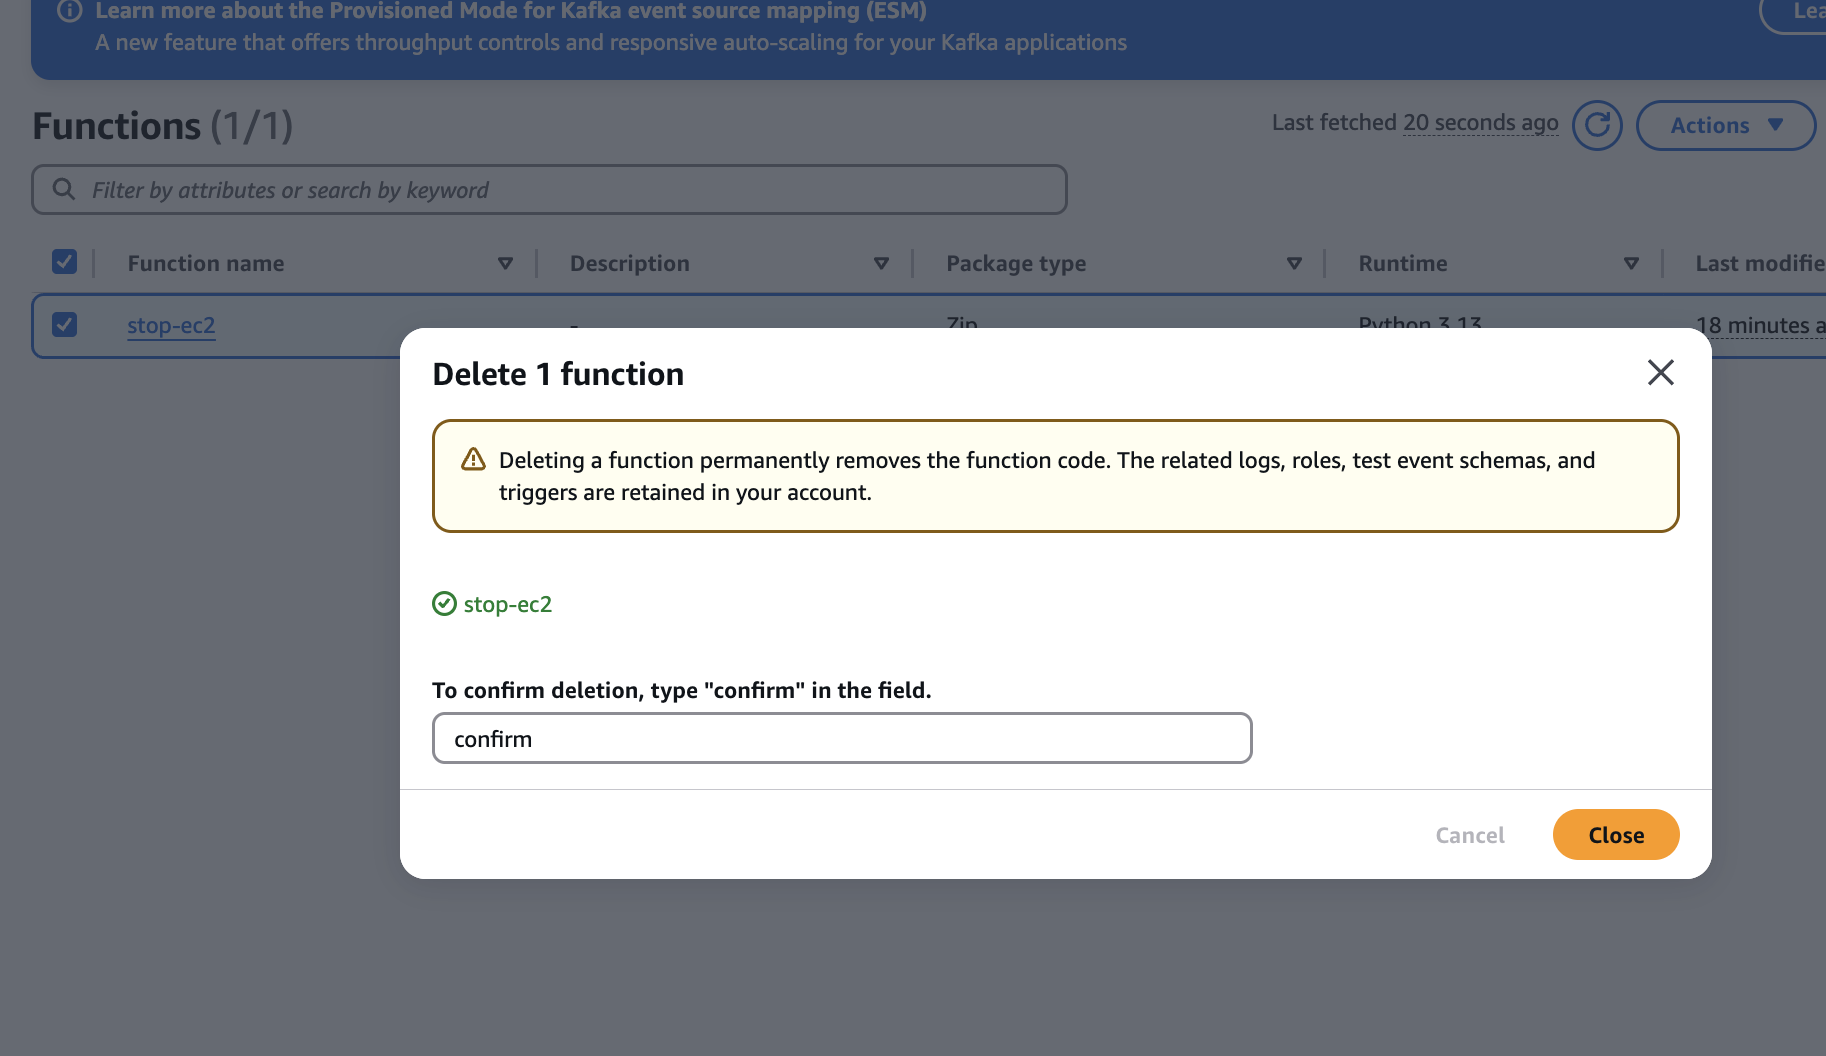 Learn more about the Provisioned Mode for Kafka event source mapping (ESM)
A new feature that offers throughput controls and responsive auto-scaling for your Kafka applications
Functions (1/1)
Last fetched 20 seconds ago
Actions
Filter by attributes or search by keyword
Function name Description Package type Runtime Last modifie
stop-ec2 - Zip Python 3.13 18 minutes a
Delete 1 function
Deleting a function permanently removes the function code. The related logs, roles, test event schemas, and
triggers are retained in your account.
stop-ec2
To confirm deletion, type "confirm" in the field.
confirm
Cancel Close